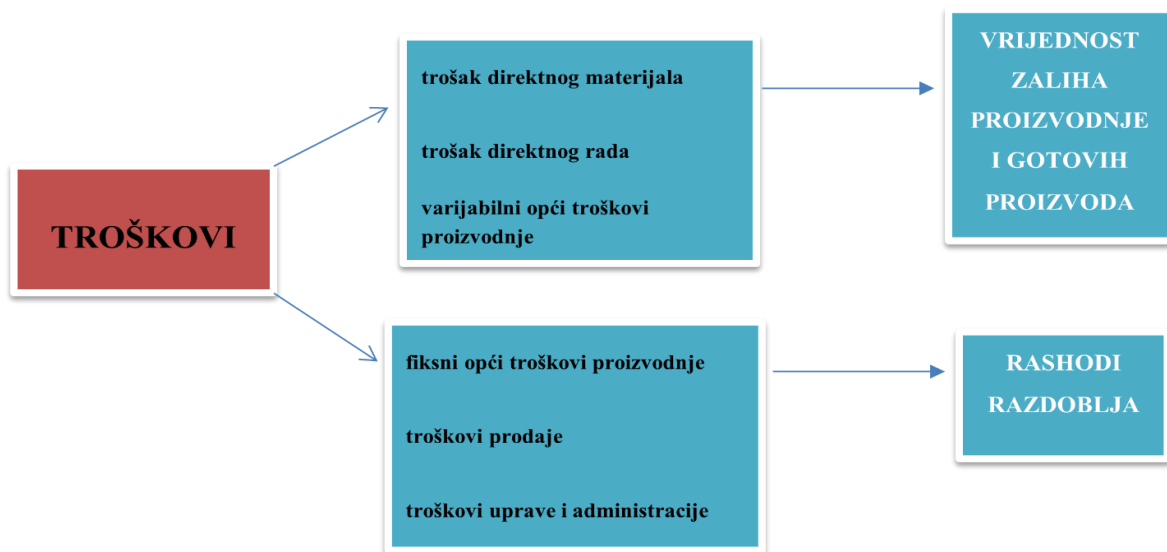 TROŠKOVI
trošak direktnog materijala
trošak direktnog rada
varijabilni opći troškovi
proizvodnje
VRIJEDNOST
ZALIHA
PROIZVODNJE
I GOTOVIH
PROIZVODA
fiksni opći troškovi proizvodnje
troškovi prodaje
troškovi uprave i administracije
RASHODI
RAZDOBLJA